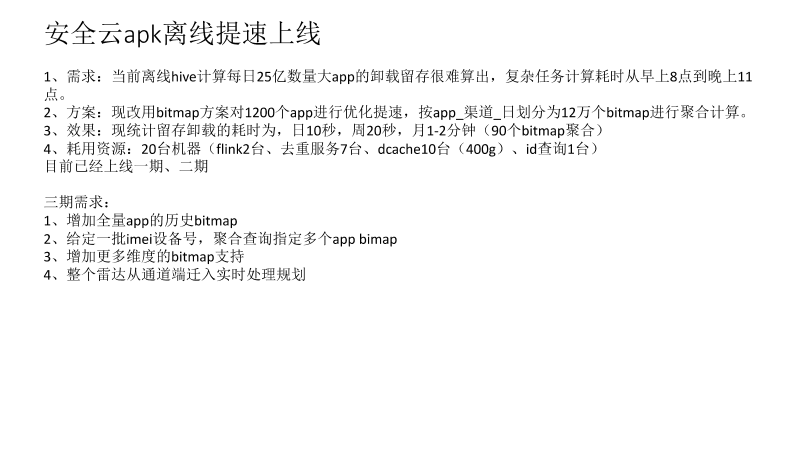 安全云apk离线提速上线
1、需求：当前离线hive计算每日25亿数量大app的卸载留存很难算出，复杂任务计算耗时从早上8点到晚上11
点。
2、方案：现改用bitmap方案对1200个app进行优化提速，按app_渠道_日划分为12万个bitmap进行聚合计算。
3、效果：现统计留存卸载的耗时为，日10秒，周20秒，月1-2分钟（90个bitmap聚合）
4、耗用资源：20台机器（flink2台、去重服务7台、dcache10台（400g）、id查询1台）
目前已经上线一期、二期
三期需求：
1、增加全量app的历史bitmap
2、给定一批imei设备号，聚合查询指定多个app bimap
3、增加更多维度的bitmap支持
4、整个雷达从通道端迁入实时处理规划